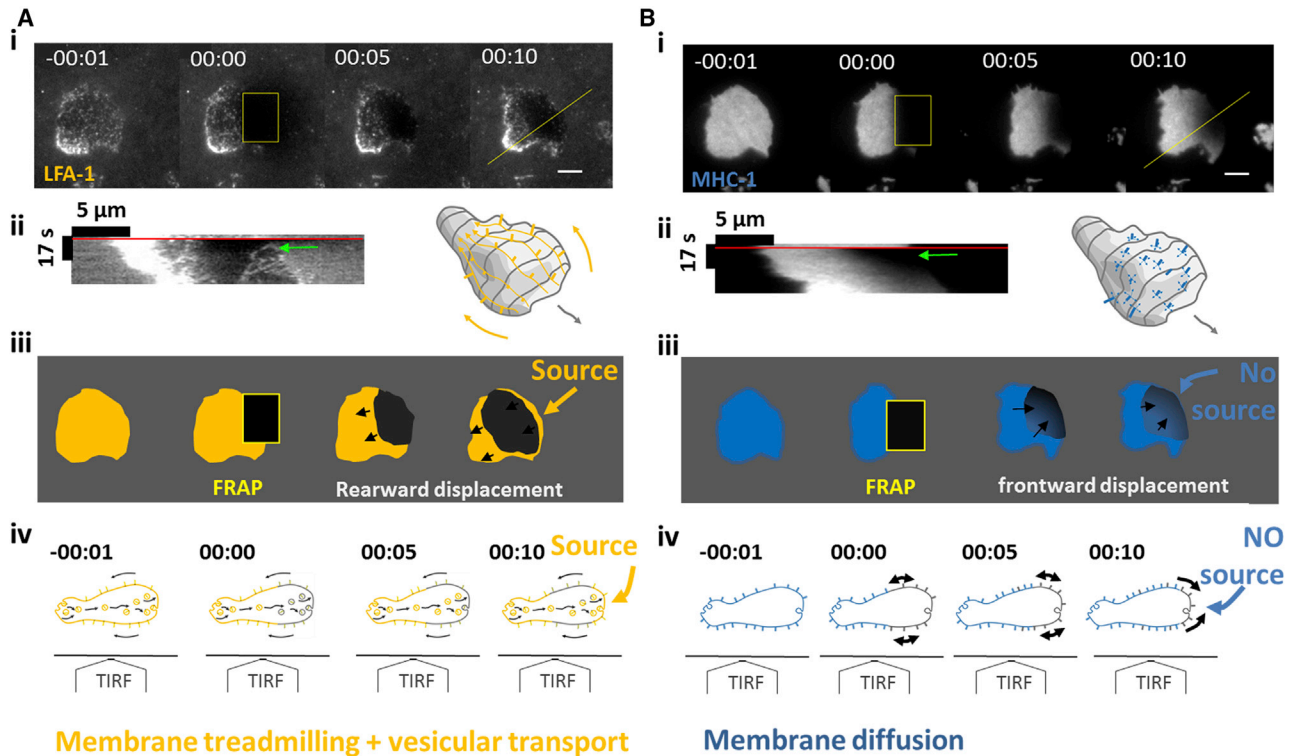 A
i
-00:01
00:00
00:05
00:10
LFA-1
ii
5 µm
17 s
iii
Source
FRAP
Rearward displacement
iv
-00:01
00:00
00:05
00:10
Source
TIRF
TIRF
TIRF
TIRF
Membrane treadmilling + vesicular transport
B
i
-00:01
00:00
00:05
00:10
MHC-1
ii
5 µm
17 s
iii
No
source
FRAP
frontward displacement
iv
-00:01
00:00
00:05
00:10
NO
source
TIRF
TIRF
TIRF
TIRF
Membrane diffusion